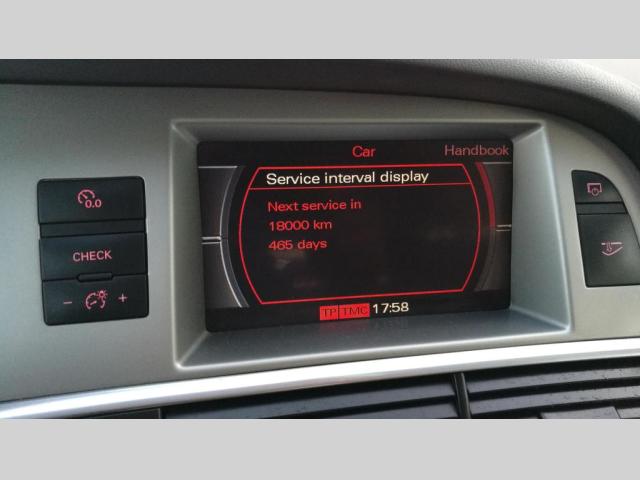 Car
Handbook
Service interval display
Next service in
18000 km
465 days
TP TMC 17:58
0.0
CHECK
- +